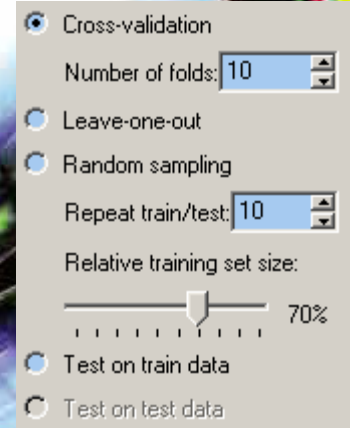 Cross-validation
Number of folds: 10
Leave-one-out
Random sampling
Repeat train/test: 10
Relative training set size:
70%
Test on train data
Test on test data